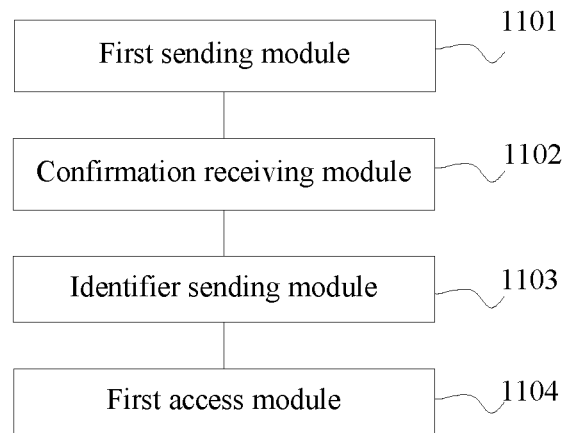 1101
First sending module
1102
Confirmation receiving module
1103
Identifier sending module
1104
First access module